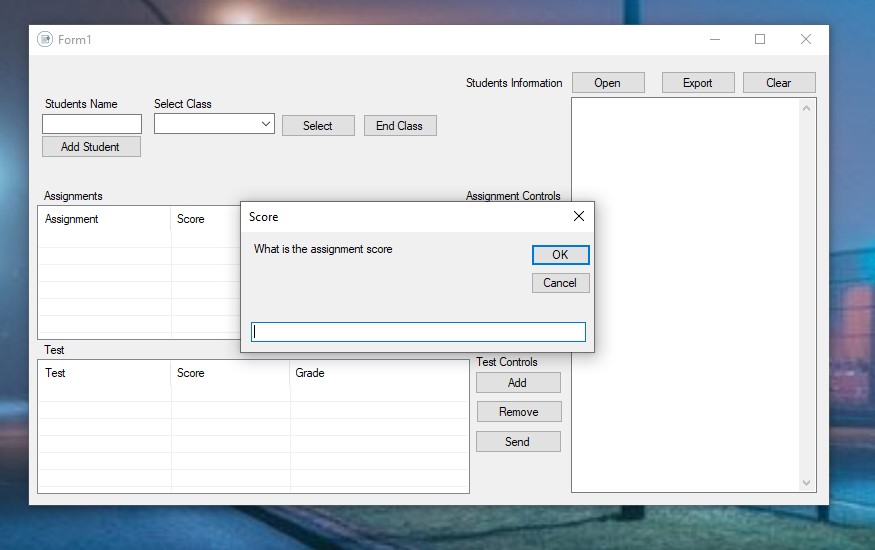 Form1
Students Information
Open
Export
Clear
Students Name
Select Class
Select
End Class
Add Student
Assignments
Assignment Controls
Assignment
Score
Score
What is the assignment score
OK
Cancel
Test
Test
Score
Grade
Test Controls
Add
Remove
Send